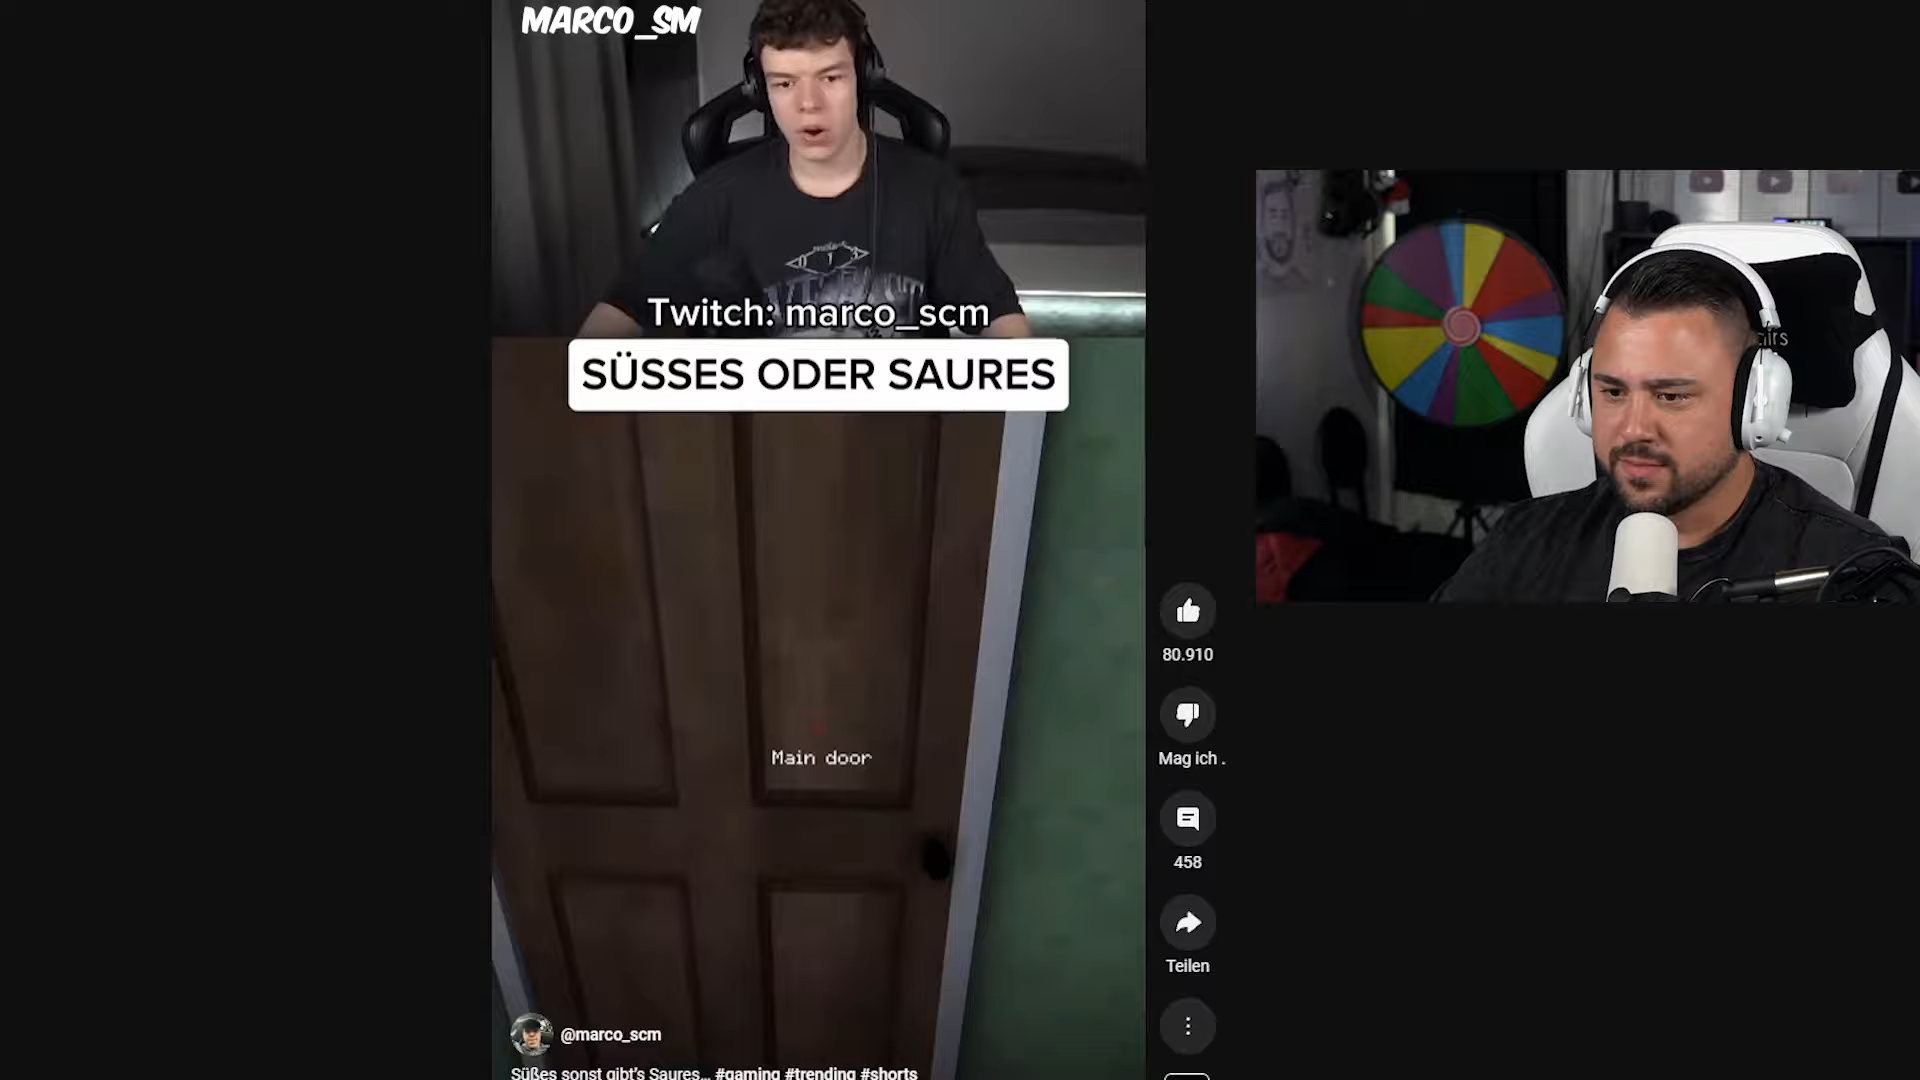 MARCO_SM
Twitch: marco_scm
SÜSSES ODER SAURES
Main door
80.910
Mag ich .
458
Teilen
@marco_scm
Süßes sonst gibt's Saures... #gaming #trending #shorts